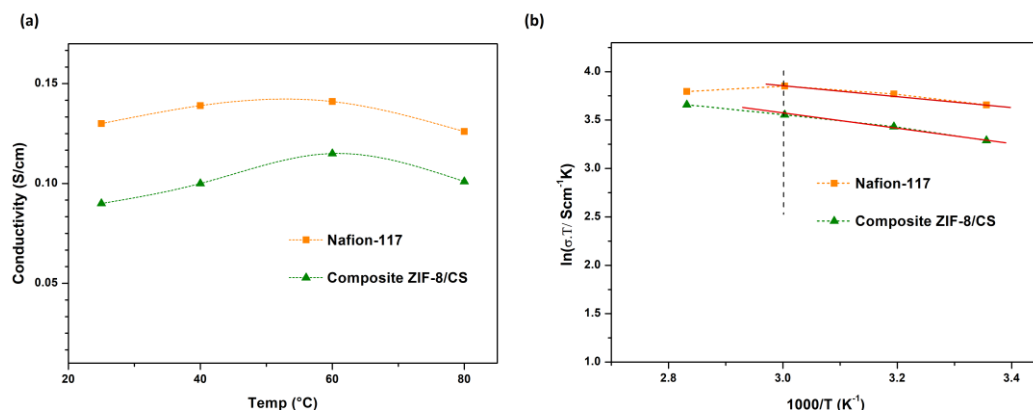 (a)
Conductivity (S/cm)
0.15
0.10
0.05
Nafion-117
Composite ZIF-8/CS
20
40
60
80
Temp (°C)
(b)
ln(σ.T/ Scm⁻¹K)
4.0
3.5
3.0
2.5
2.0
1.5
1.0
Nafion-117
Composite ZIF-8/CS
2.8
3.0
3.2
3.4
1000/T (K⁻¹)